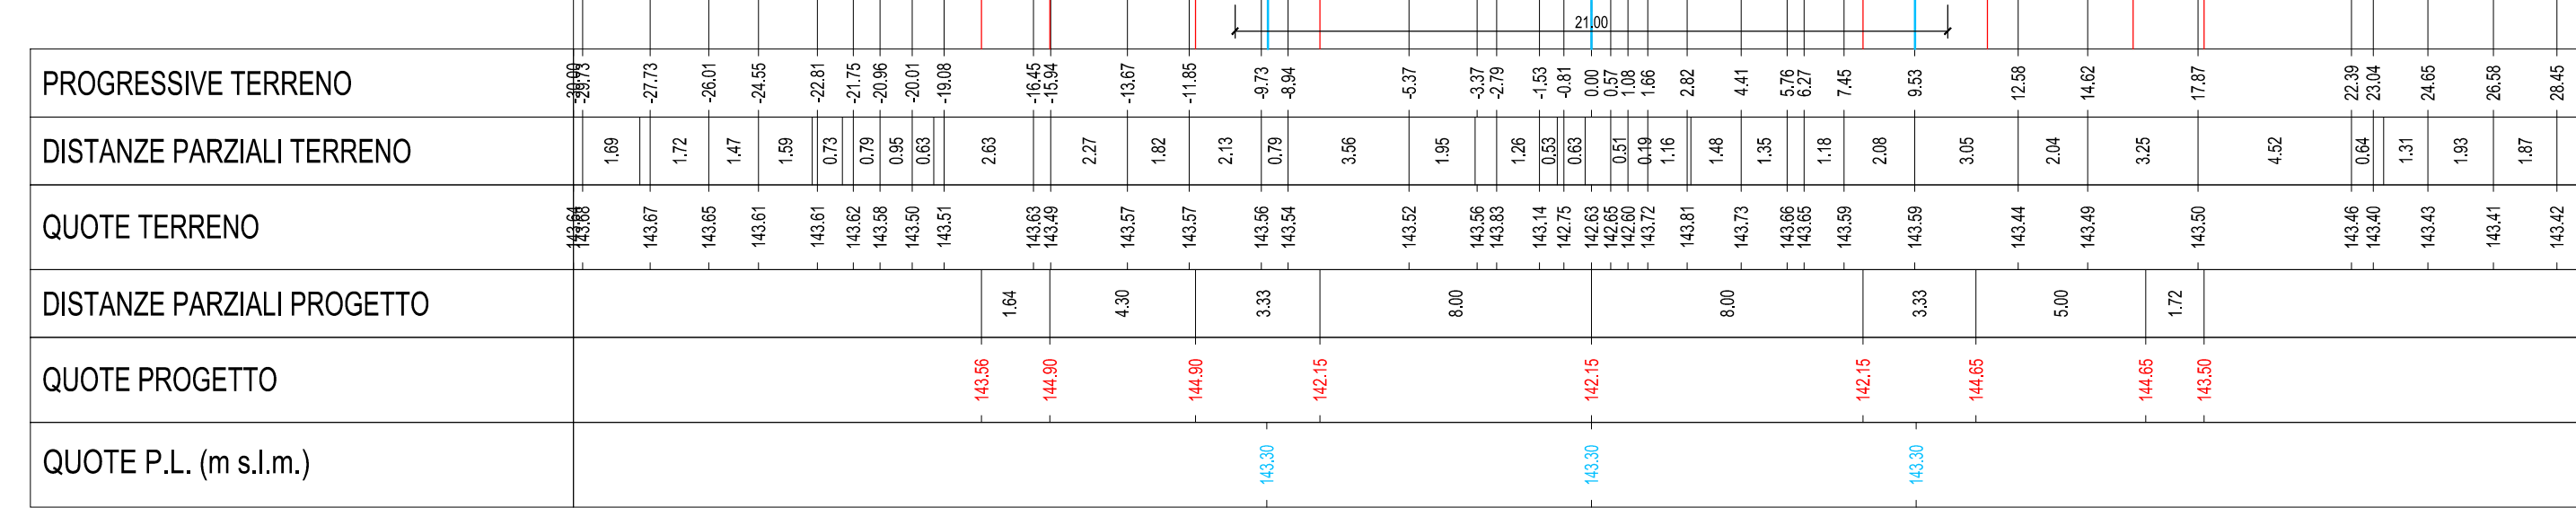 21.00
PROGRESSIVE TERRENO -30.00 -29.73 -27.73 -26.01 -24.55 -22.81 -21.75 -20.96 -20.01 -19.08 -16.45 -15.94 -13.67 -11.85 -9.73 -8.94 -5.37 -3.37 -2.79 -1.53 -0.81 0.00 0.57 1.08 1.66 2.82 4.41 5.76 6.27 7.45 9.53 12.58 14.62 17.87 22.39 23.04 24.65 26.58 28.45
DISTANZE PARZIALI TERRENO 1.69 1.72 1.47 1.59 0.73 0.79 0.95 0.63 2.63 2.27 1.82 2.13 0.79 3.56 1.95 1.26 0.53 0.63 0.51 0.19 1.16 1.48 1.35 1.18 2.08 3.05 2.04 3.25 4.52 0.64 1.31 1.93 1.87
QUOTE TERRENO 143.64 143.68 143.67 143.65 143.61 143.61 143.62 143.58 143.50 143.51 143.63 143.49 143.57 143.57 143.56 143.54 143.52 143.56 143.83 143.14 142.75 142.63 142.65 142.60 143.72 143.81 143.73 143.66 143.65 143.59 143.59 143.44 143.49 143.50 143.46 143.40 143.43 143.41 143.42
DISTANZE PARZIALI PROGETTO 1.64 4.30 3.33 8.00 8.00 3.33 5.00 1.72
QUOTE PROGETTO 143.56 144.90 144.90 142.15 142.15 142.15 144.65 144.65 143.50
QUOTE P.L. (m s.l.m.) 143.30 143.30 143.30